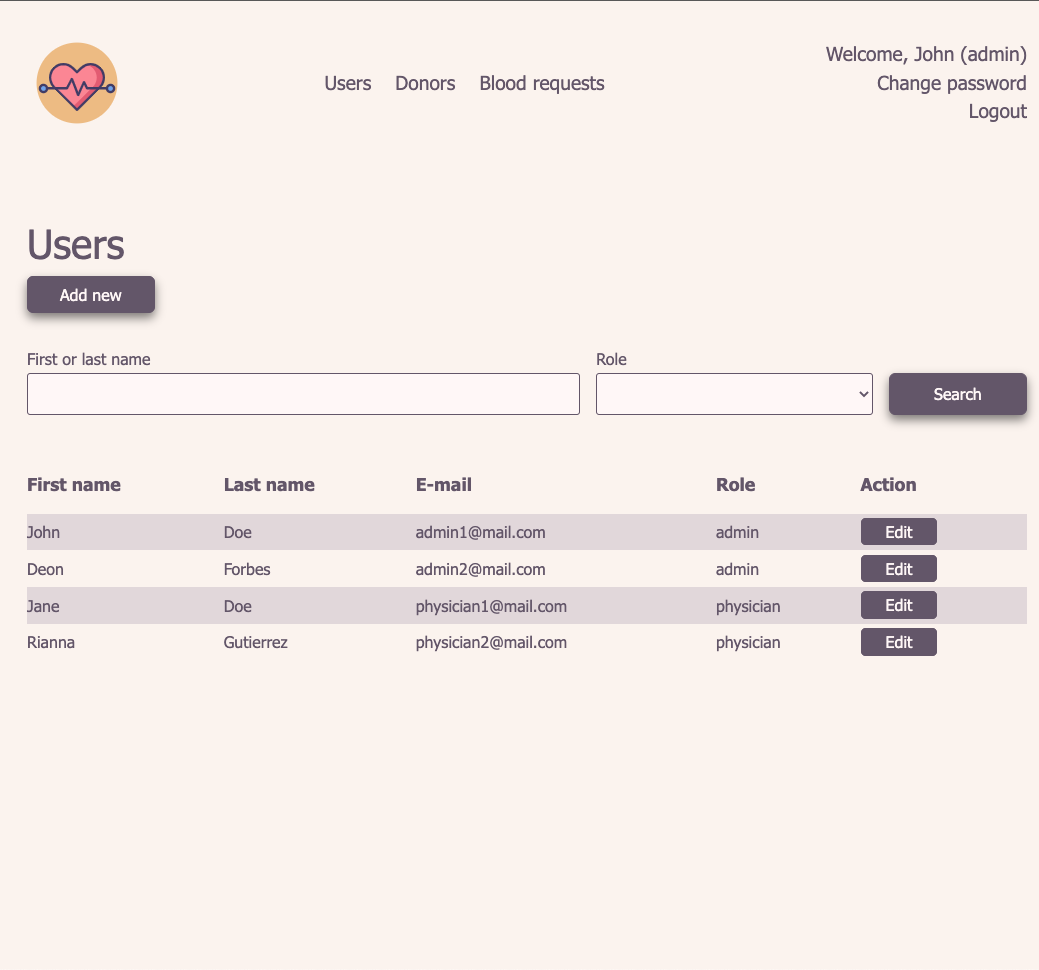 Welcome, John (admin)
Users Donors Blood requests Change password
Logout
Users
Add new
First or last name Role
Search
First name Last name E-mail Role Action
John Doe admin1@mail.com admin Edit
Deon Forbes admin2@mail.com admin Edit
Jane Doe physician1@mail.com physician Edit
Rianna Gutierrez physician2@mail.com physician Edit